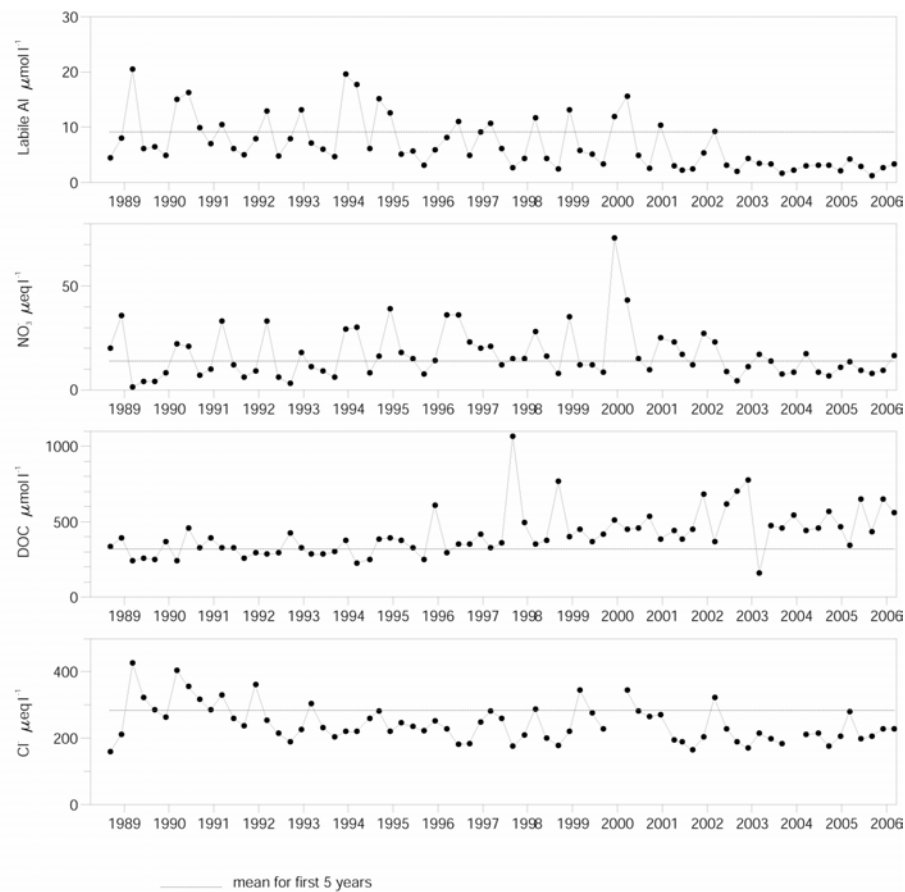 30
20
10
0
Labile Al μmol l⁻¹
1989 1990 1991 1992 1993 1994 1995 1996 1997 1998 1999 2000 2001 2002 2003 2004 2005 2006
50
0
NO₃ μeq l⁻¹
1989 1990 1991 1992 1993 1994 1995 1996 1997 1998 1999 2000 2001 2002 2003 2004 2005 2006
1000
500
0
DOC μmol l⁻¹
1989 1990 1991 1992 1993 1994 1995 1996 1997 1998 1999 2000 2001 2002 2003 2004 2005 2006
400
200
0
Cl μeq l⁻¹
1989 1990 1991 1992 1993 1994 1995 1996 1997 1998 1999 2000 2001 2002 2003 2004 2005 2006
mean for first 5 years